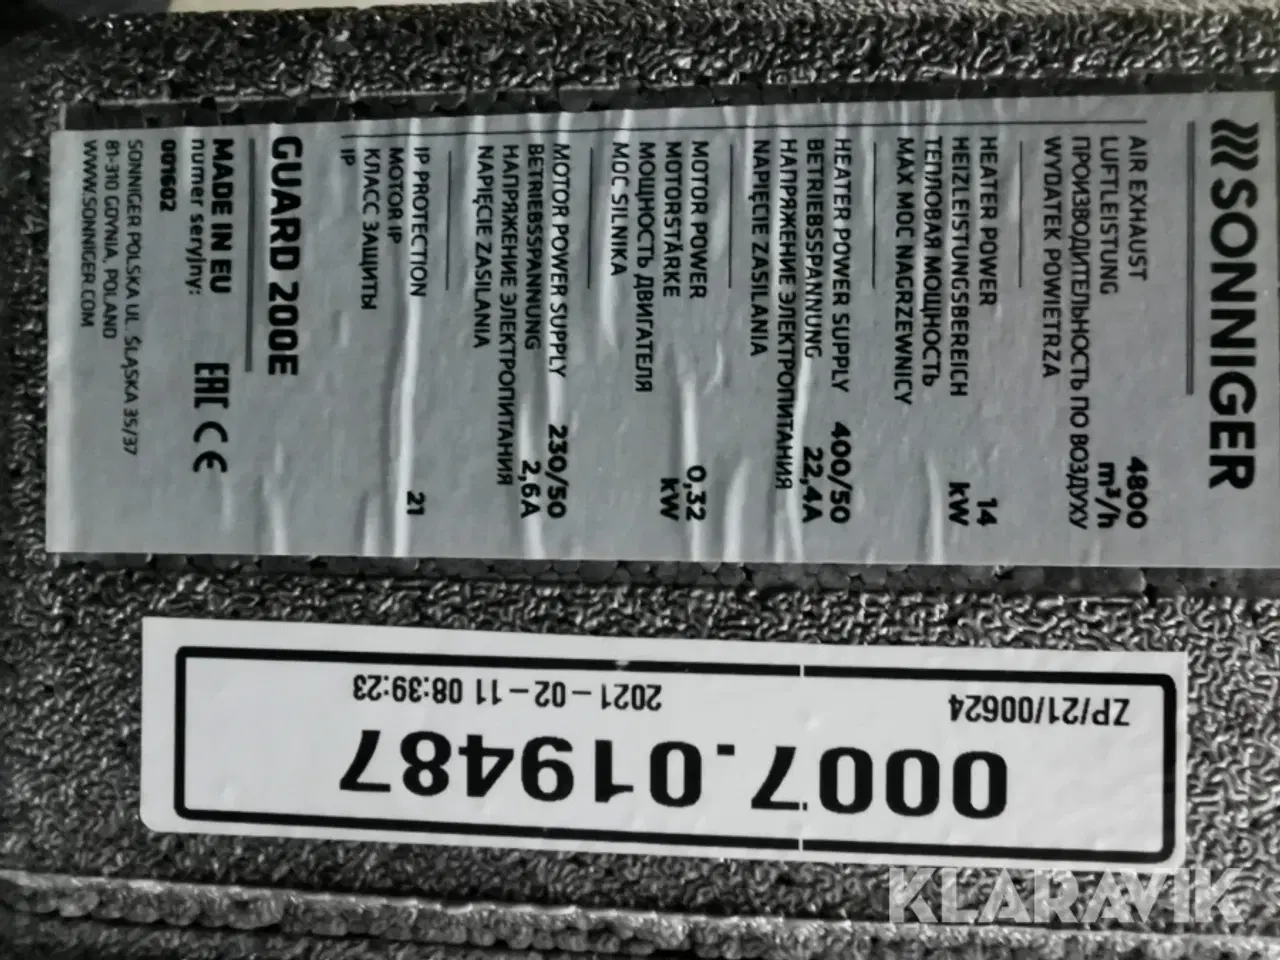 SONNIGER
AIR EXHAUST 4800
LUFTLEISTUNG m³/h
ПРОИЗВОДИТЕЛЬНОСТЬ ПО ВОЗДУХУ
WYDATEK POWIETRZA
HEATER POWER 14
HEIZLEISTUNGSBEREICH kW
ТЕПЛОВАЯ МОЩНОСТЬ
MAX MOC NAGRZEWNICY
HEATER POWER SUPPLY 400/50
BETRIEBSSPANNUNG 22,4A
НАПРЯЖЕНИЕ ЭЛЕКТРОПИТАНИЯ
NAPIĘCIE ZASILANIA
MOTOR POWER 0,32
MOTORSTÄRKE kW
МОЩНОСТЬ ДВИГАТЕЛЯ
MOC SILNIKA
MOTOR POWER SUPPLY 230/50
BETRIEBSSPANNUNG 2,6A
НАПРЯЖЕНИЕ ЭЛЕКТРОПИТАНИЯ
NAPIĘCIE ZASILANIA
IP PROTECTION 21
MOTOR IP
КЛАСС ЗАЩИТЫ
IP
GUARD 200E
MADE IN EU EAC CE
numer seryjny:
001602
SONNIGER POLSKA UL. ŚLĄSKA 35/37
81-310 GDYNIA, POLAND
WWW.SONNIGER.COM
0007.019487
ZP/21/00624 2021-02-11 08:39:23
KLARAVIK